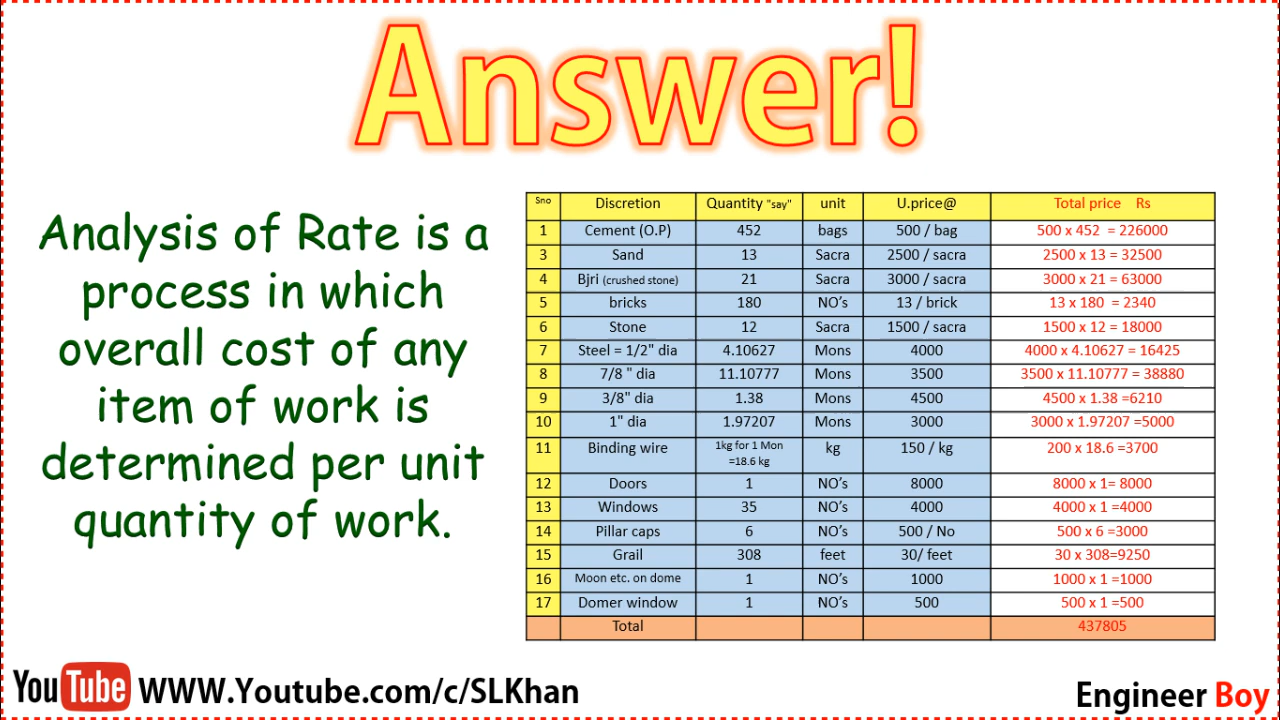 Answer!
Analysis of Rate is a
process in which
overall cost of any
item of work is
determined per unit
quantity of work.
Sno Discretion Quantity "say" unit U.price@ Total price Rs
1 Cement (O.P) 452 bags 500 / bag 500 x 452 = 226000
3 Sand 13 Sacra 2500 / sacra 2500 x 13 = 32500
4 Bjri (crushed stone) 21 Sacra 3000 / sacra 3000 x 21 = 63000
5 bricks 180 NO's 13 / brick 13 x 180 = 2340
6 Stone 12 Sacra 1500 / sacra 1500 x 12 = 18000
7 Steel = 1/2" dia 4.10627 Mons 4000 4000 x 4.10627 = 16425
8 7/8 " dia 11.10777 Mons 3500 3500 x 11.10777 = 38880
9 3/8" dia 1.38 Mons 4500 4500 x 1.38 =6210
10 1" dia 1.97207 Mons 3000 3000 x 1.97207 =5000
11 Binding wire 1kg for 1 Mon kg 150 / kg 200 x 18.6 =3700
=18.6 kg
12 Doors 1 NO's 8000 8000 x 1= 8000
13 Windows 35 NO's 4000 4000 x 1 =4000
14 Pillar caps 6 NO's 500 / No 500 x 6 =3000
15 Grail 308 feet 30/ feet 30 x 308=9250
16 Moon etc. on dome 1 NO's 1000 1000 x 1 =1000
17 Domer window 1 NO's 500 500 x 1 =500
Total 437805
YouTube WWW.Youtube.com/c/SLKhan
Engineer Boy